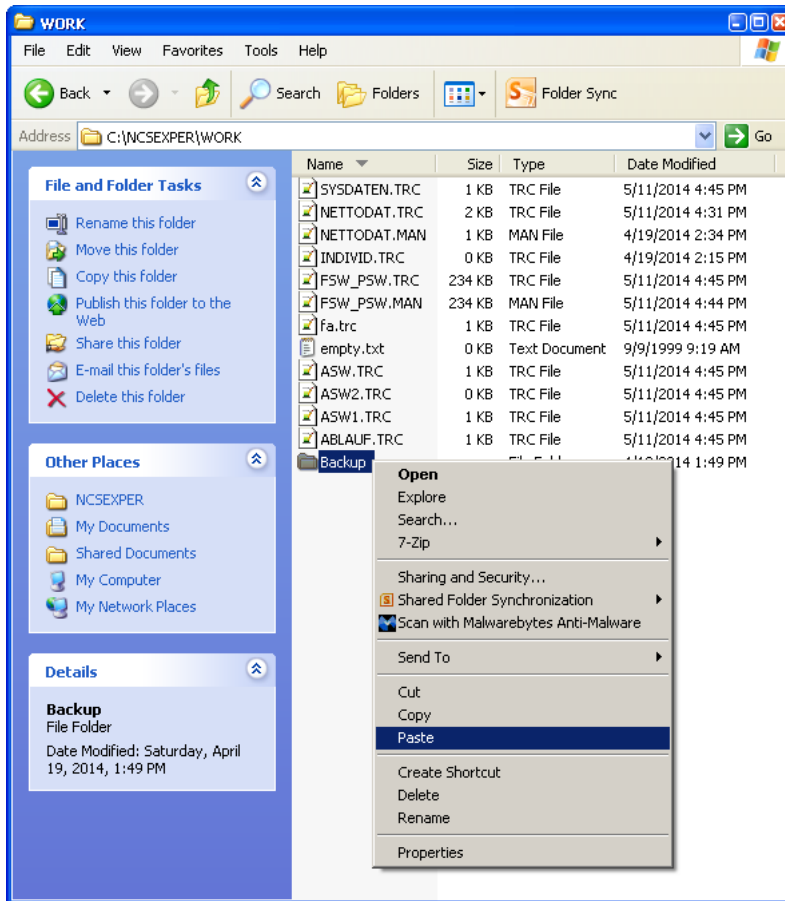 WORK
File Edit View Favorites Tools Help
Back Search Folders Folder Sync
Address C:\NCSEXPER\WORK Go
File and Folder Tasks
Rename this folder
Move this folder
Copy this folder
Publish this folder to the
Web
Share this folder
E-mail this folder's files
Delete this folder
Other Places
NCSEXPER
My Documents
Shared Documents
My Computer
My Network Places
Details
Backup
File Folder
Date Modified: Saturday, April
19, 2014, 1:49 PM
Name Size Type Date Modified
SYSDATEN.TRC 1 KB TRC File 5/11/2014 4:45 PM
NETTODAT.TRC 2 KB TRC File 5/11/2014 4:31 PM
NETTODAT.MAN 1 KB MAN File 4/19/2014 2:34 PM
INDIVID.TRC 0 KB TRC File 4/19/2014 2:15 PM
FSW_PSW.TRC 234 KB TRC File 5/11/2014 4:45 PM
FSW_PSW.MAN 234 KB MAN File 5/11/2014 4:44 PM
fa.trc 1 KB TRC File 5/11/2014 4:45 PM
empty.txt 0 KB Text Document 9/9/1999 9:19 AM
ASW.TRC 1 KB TRC File 5/11/2014 4:45 PM
ASW2.TRC 0 KB TRC File 5/11/2014 4:45 PM
ASW1.TRC 1 KB TRC File 5/11/2014 4:45 PM
ABLAUF.TRC 1 KB TRC File 5/11/2014 4:45 PM
Backup 1:49 PM
Open
Explore
Search...
7-Zip
Sharing and Security...
Shared Folder Synchronization
Scan with Malwarebytes Anti-Malware
Send To
Cut
Copy
Paste
Create Shortcut
Delete
Rename
Properties